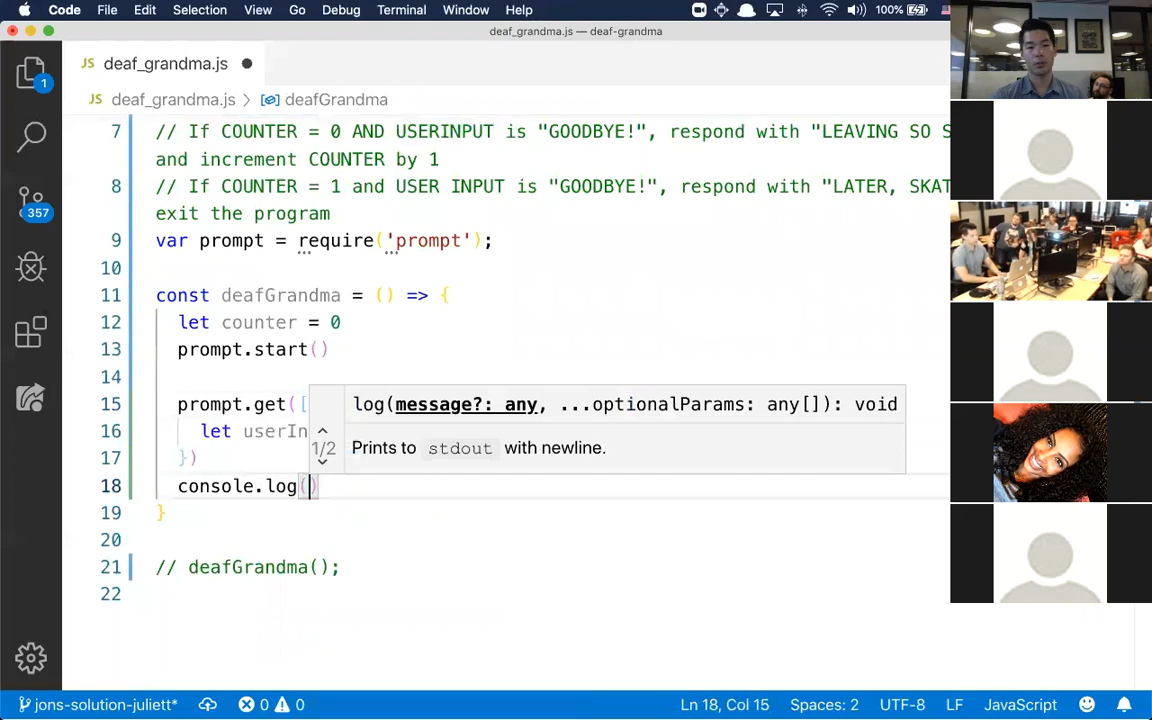 Code File Edit Selection View Go Debug Terminal Window Help 100%
deaf_grandma.js — deaf-grandma
JS deaf_grandma.js
JS deaf_grandma.js > deafGrandma
7 // If COUNTER = 0 AND USERINPUT is "GOODBYE!", respond with "LEAVING SO S
and increment COUNTER by 1
8 // If COUNTER = 1 and USER INPUT is "GOODBYE!", respond with "LATER, SKAT
exit the program
9 var prompt = require('prompt');
10
11 const deafGrandma = () => {
12 let counter = 0
13 prompt.start()
14
15 prompt.get([
16 let userIn
17 })
18 console.log()
19 }
20
21 // deafGrandma();
22
log(message?: any, ...optionalParams: any[]): void
1/2
Prints to stdout with newline.
1
357
jons-solution-juliett* 0 0 Ln 18, Col 15 Spaces: 2 UTF-8 LF JavaScript